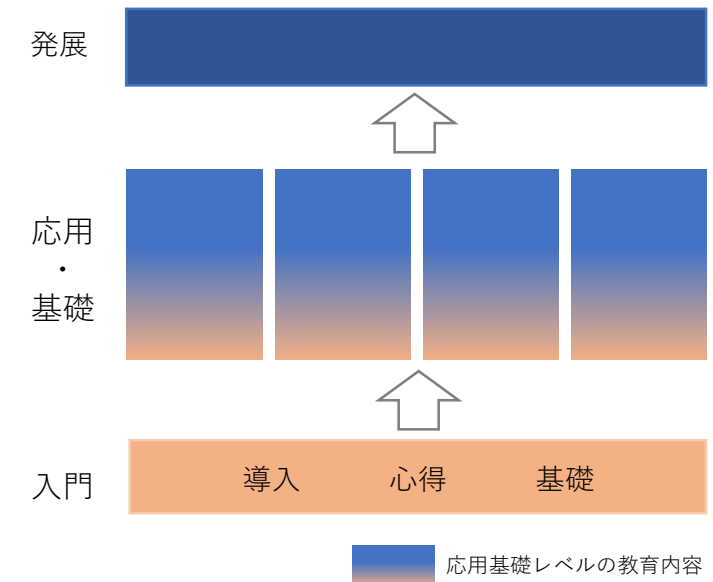 発展
応用
・
基礎
入門
導入 心得 基礎
応用基礎レベルの教育内容